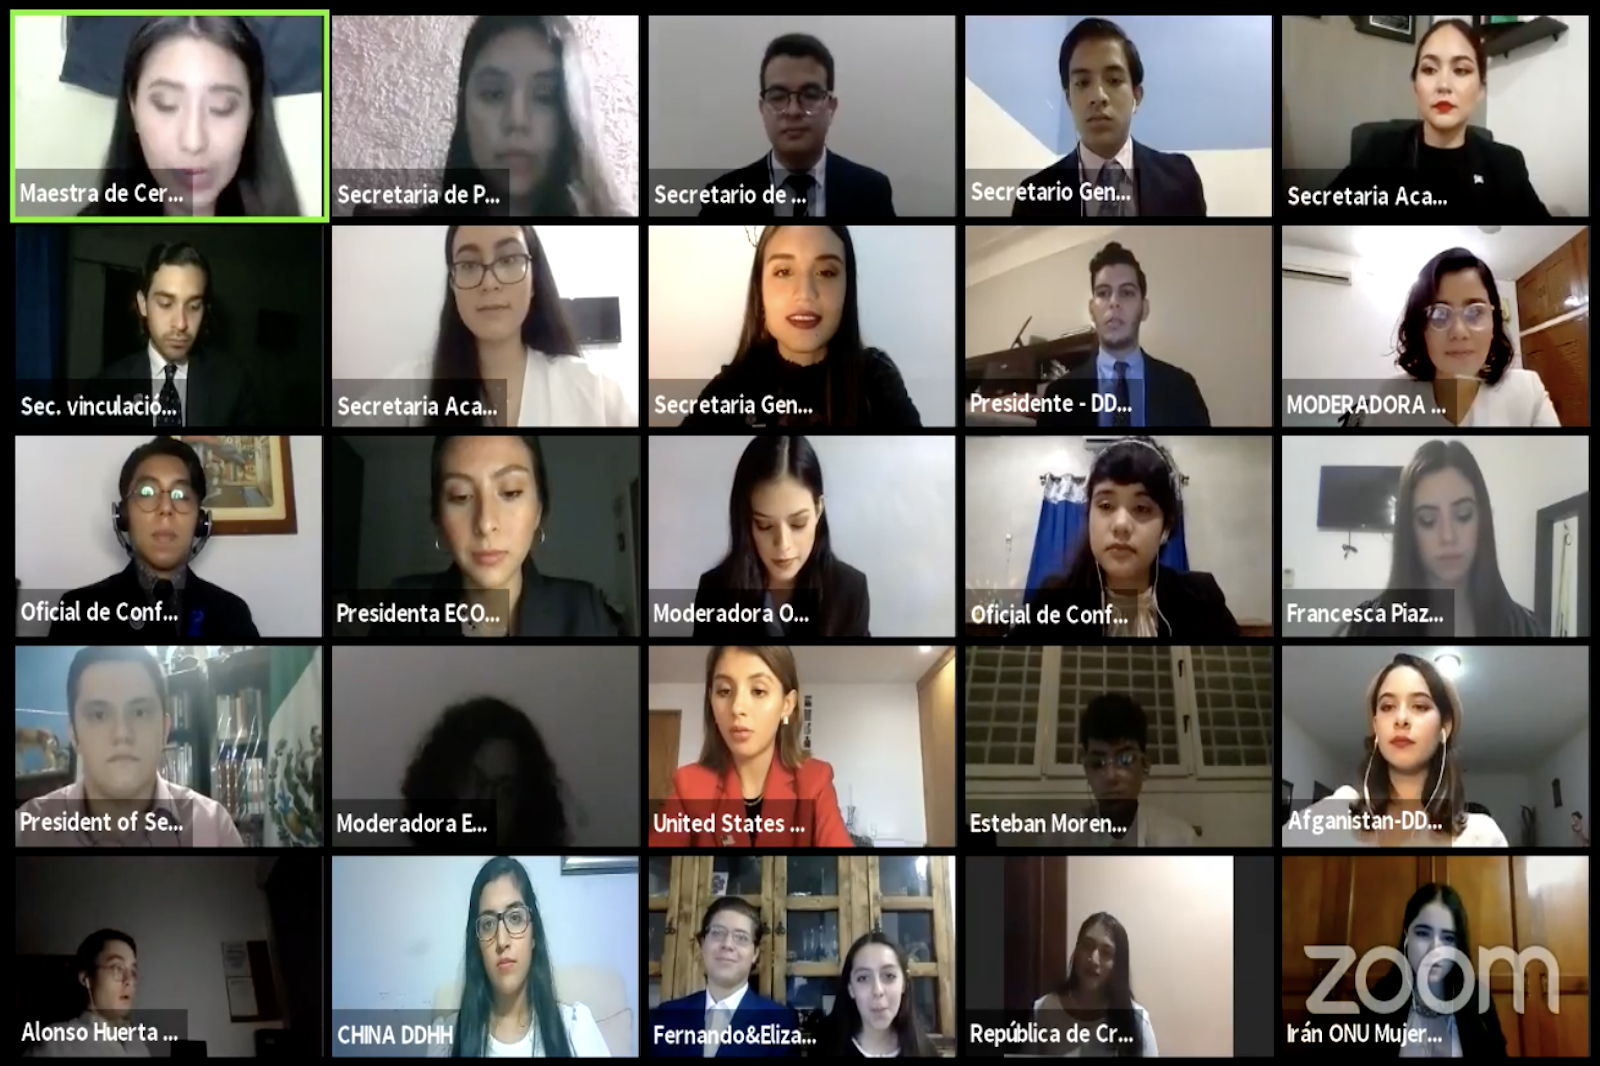 Maestra de Cer...
Secretaria de P...
Secretario de ...
Secretario Gen...
Secretaria Aca...
Sec. vinculació...
Secretaria Aca...
Secretaria Gen...
Presidente - DD...
MODERADORA ...
Oficial de Conf...
Presidenta ECO...
Moderadora O...
Oficial de Conf...
Francesca Piaz...
President of Se...
Moderadora E...
United States ...
Esteban Moren...
Afganistan-DD...
Alonso Huerta ...
CHINA DDHH
Fernando&Eliza...
República de Cr...
Irán ONU Mujer...
zoom